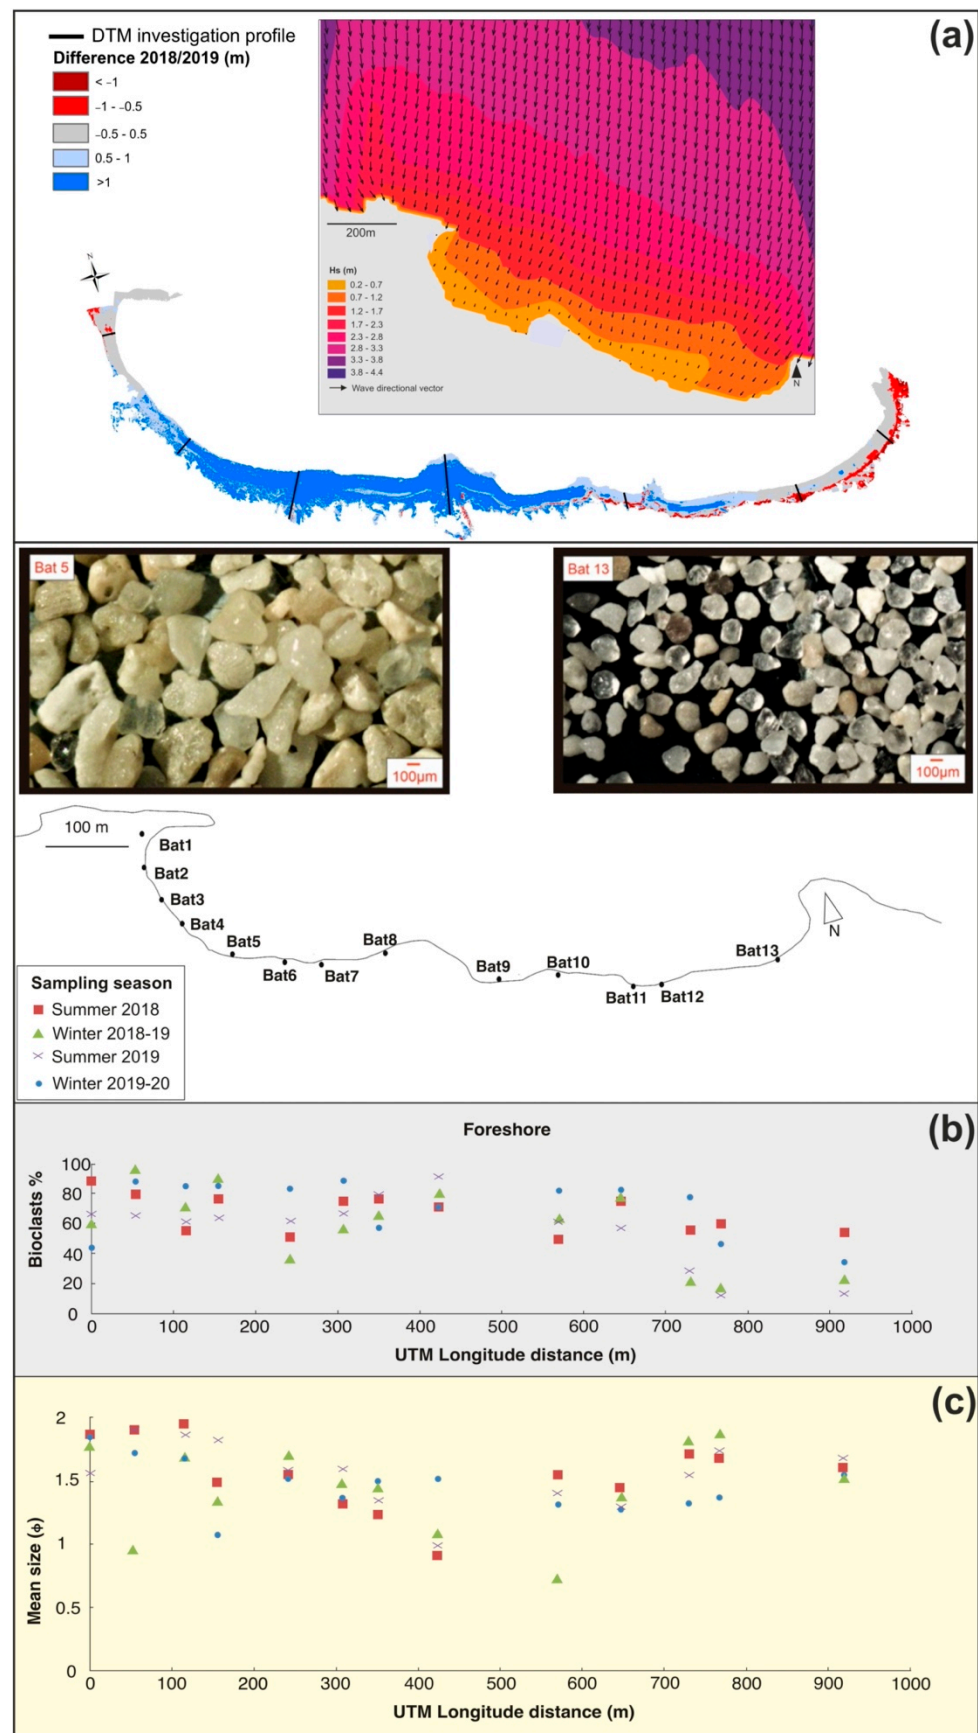 (a)
DTM investigation profile
Difference 2018/2019 (m)
< -1
-1 - -0.5
-0.5 - 0.5
0.5 - 1
>1
N
200m
Hs (m)
0.2 - 0.7
0.7 - 1.2
1.2 - 1.7
1.7 - 2.3
2.3 - 2.8
2.8 - 3.3
3.3 - 3.8
3.8 - 4.4
Wave directional vector
N
Bat 5
100µm
Bat 13
100µm
100 m
Bat1
Bat2
Bat3
Bat4
Bat5
Bat6
Bat7
Bat8
Bat9
Bat10
Bat11
Bat12
Bat13
N
Sampling season
Summer 2018
Winter 2018-19
Summer 2019
Winter 2019-20
(b)
Foreshore
Bioclasts %
100
80
60
40
20
0
0 100 200 300 400 500 600 700 800 900 1000
UTM Longitude distance (m)
(c)
Mean size (ϕ)
2
1.5
1
0.5
0
0 100 200 300 400 500 600 700 800 900 1000
UTM Longitude distance (m)